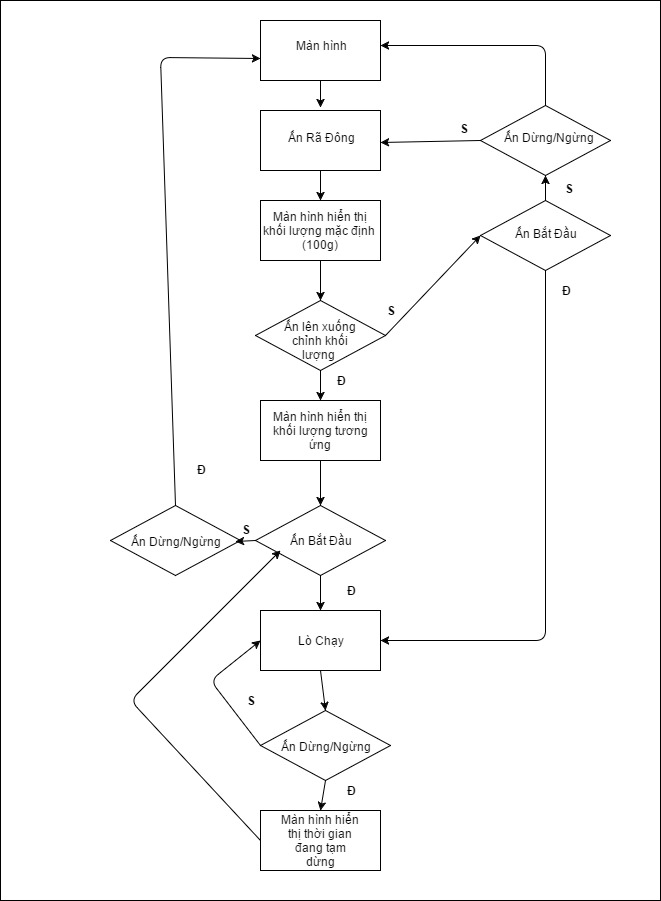 Màn hình
S
Ấn Dừng/Ngừng
Ấn Rã Đông
S
Màn hình hiển thị
khối lượng mặc định
(100g)
Ấn Bắt Đầu
Đ
S
Ấn lên xuống
chỉnh khối
lượng
Đ
Màn hình hiển thị
khối lượng tương
ứng
Đ
S
Ấn Dừng/Ngừng
Ấn Bắt Đầu
Đ
Lò Chạy
S
Ấn Dừng/Ngừng
Đ
Màn hình hiển
thị thời gian
đang tạm
dừng